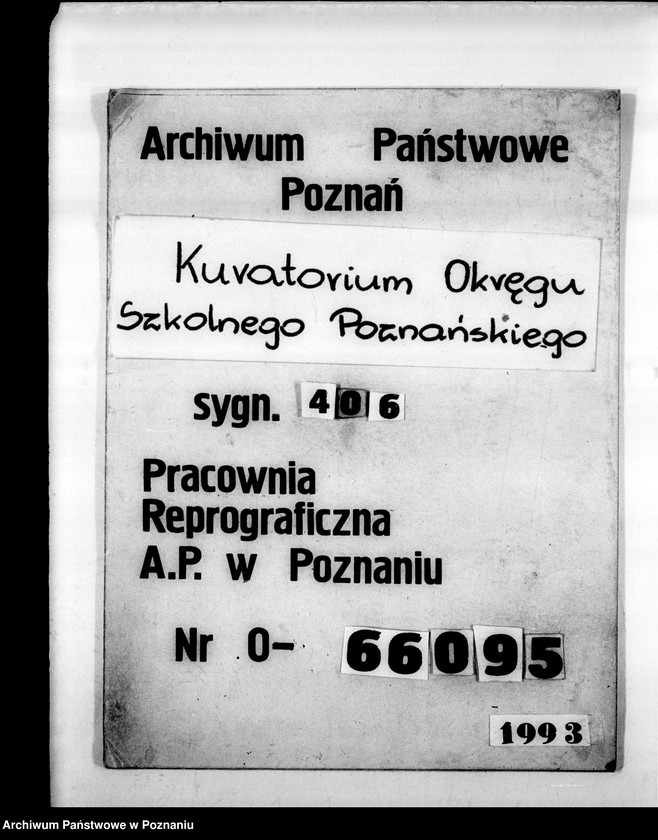 Archiwum Państwowe
Poznań
Kuratorium Okręgu
Szkolnego Poznańskiego
sygn. 406
Pracownia
Reprograficzna
A.P. w Poznaniu
Nr 0- 66095
1993
Archiwum Państwowe w Poznaniu